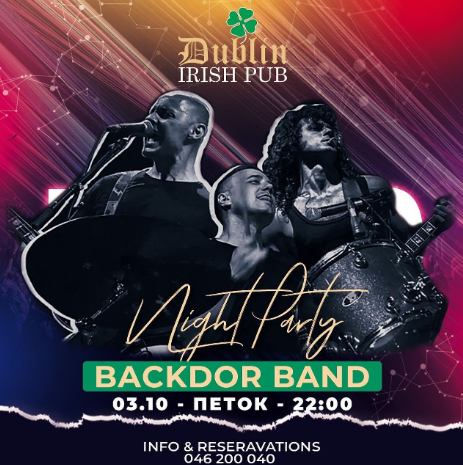 Dublin
IRISH PUB
Night Party
BACKDOR BAND
03.10 - ПЕТОК - 22:00
INFO & RESERAVATIONS
046 200 040